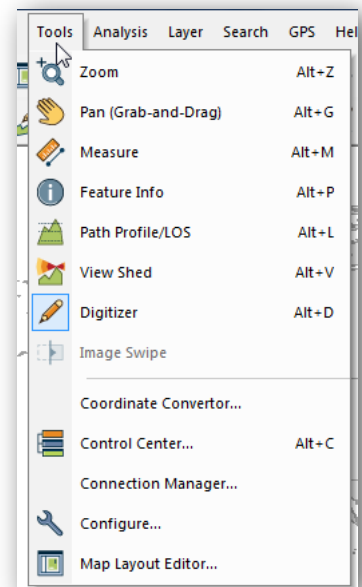 Tools Analysis Layer Search GPS Hel
Zoom Alt+Z
Pan (Grab-and-Drag) Alt+G
Measure Alt+M
Feature Info Alt+P
Path Profile/LOS Alt+L
View Shed Alt+V
Digitizer Alt+D
Image Swipe
Coordinate Convertor...
Control Center... Alt+C
Connection Manager...
Configure...
Map Layout Editor...